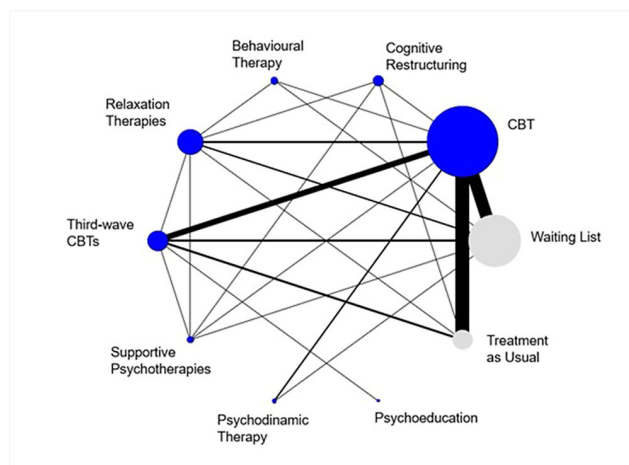 Behavioural
Therapy
Cognitive
Restructuring
Relaxation
Therapies
CBT
Third-wave
CBTs
Waiting List
Supportive
Psychotherapies
Treatment
as Usual
Psychodinamic
Therapy
Psychoeducation